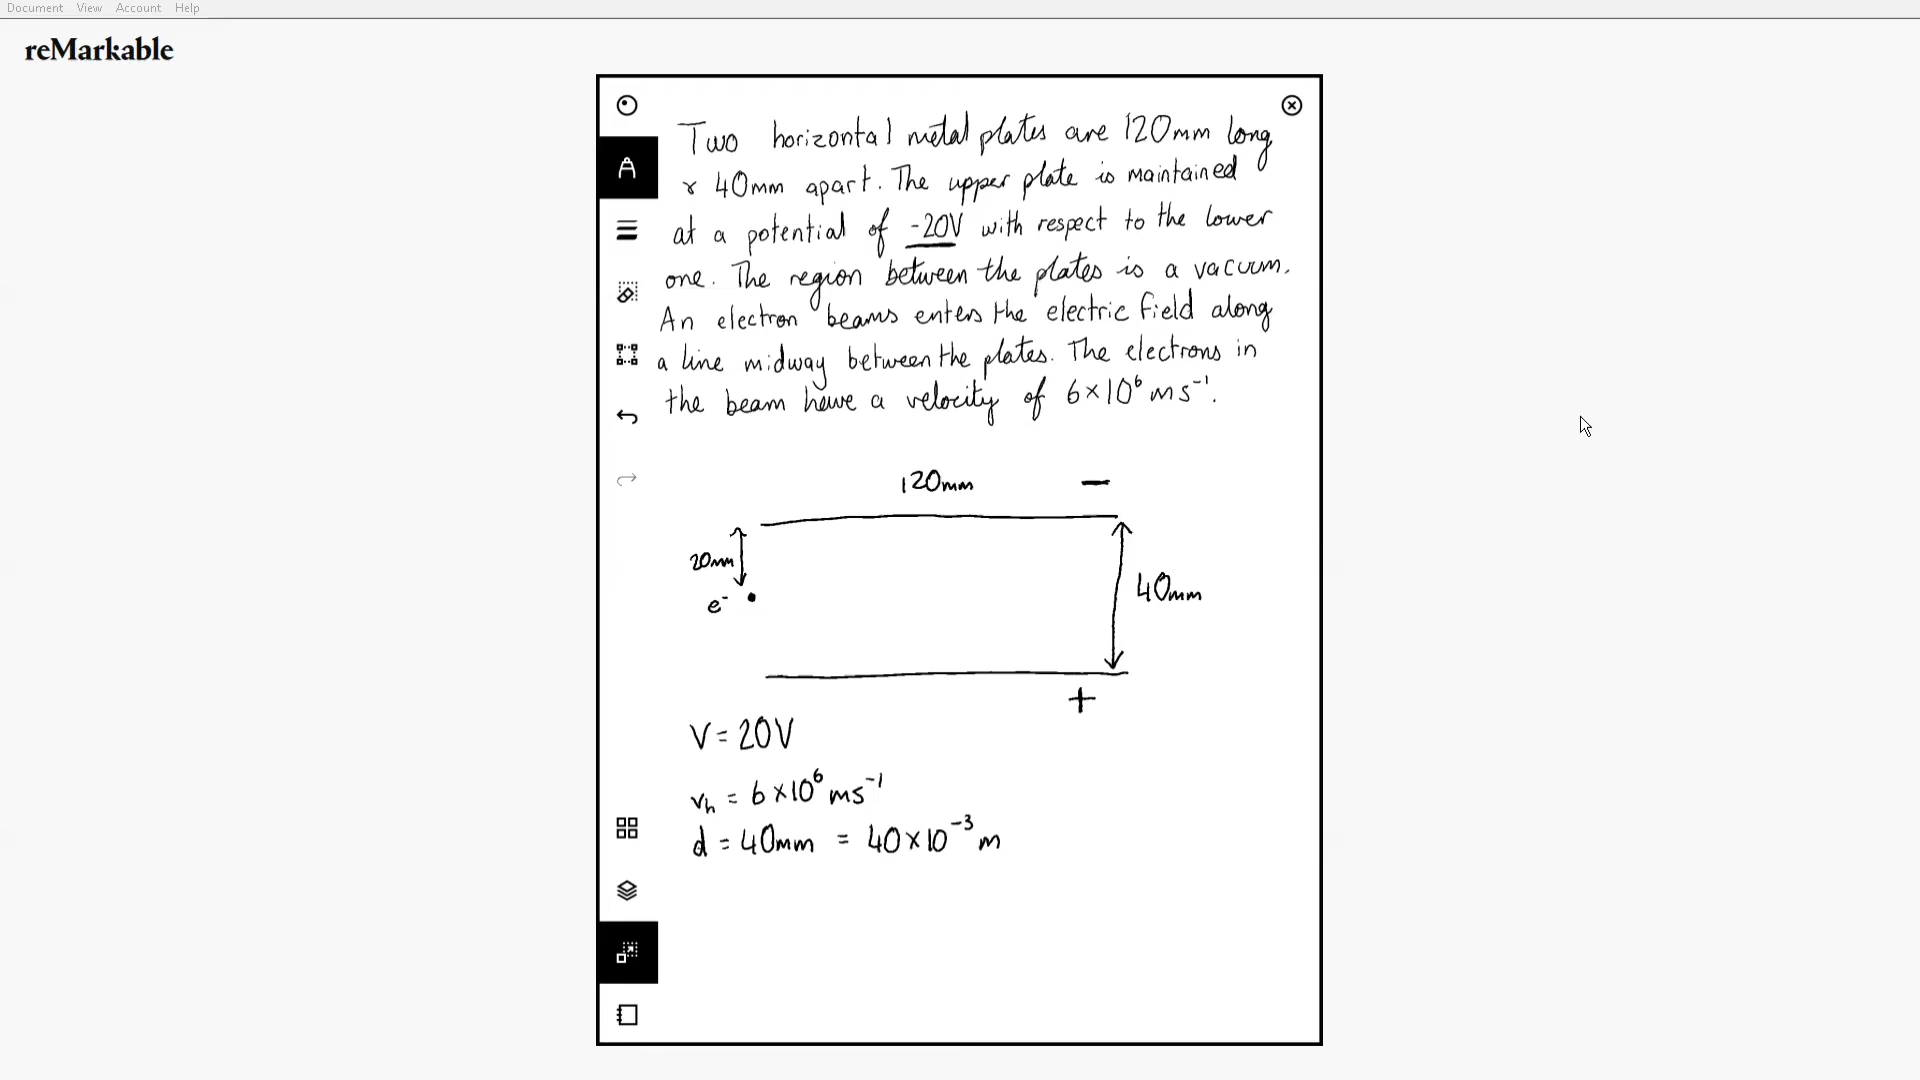 Document View Account Help
reMarkable
Two horizontal metal plates are 120mm long
& 40mm apart. The upper plate is maintained
at a potential of -20V with respect to the lower
one. The region between the plates is a vacuum.
An electron beams enters the electric field along
a line midway between the plates. The electrons in
the beam have a velocity of 6×10⁶ ms⁻¹.
120mm −
20mm
e⁻
40mm
+
V = 20V
vₕ = 6×10⁶ ms⁻¹
d = 40mm = 40×10⁻³ m